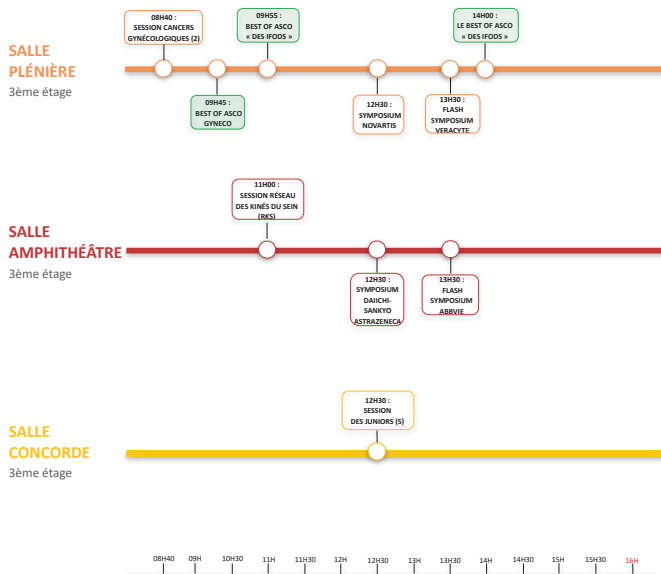 08H40 :
SESSION CANCERS
GYNÉCOLOGIQUES (2)
09H55 :
BEST OF ASCO
« DES IFODS »
14H00 :
LE BEST OF ASCO
« DES IFODS »
SALLE
PLÉNIÈRE
3ème étage
09H45 :
BEST OF ASCO
GYNECO
12H30 :
SYMPOSIUM
NOVARTIS
13H30 :
FLASH
SYMPOSIUM
VERACYTE
11H00 :
SESSION RÉSEAU
DES KINÉS DU SEIN
(RKS)
SALLE
AMPHITHÉÂTRE
3ème étage
12H30 :
SYMPOSIUM
DAIICHI-
SANKYO
ASTRAZENECA
13H30 :
FLASH
SYMPOSIUM
ABBVIE
12H30 :
SESSION
DES JUNIORS (5)
SALLE
CONCORDE
3ème étage
08H40 09H 10H30 11H 11H30 12H 12H30 13H 13H30 14H 14H30 15H 15H30 16H